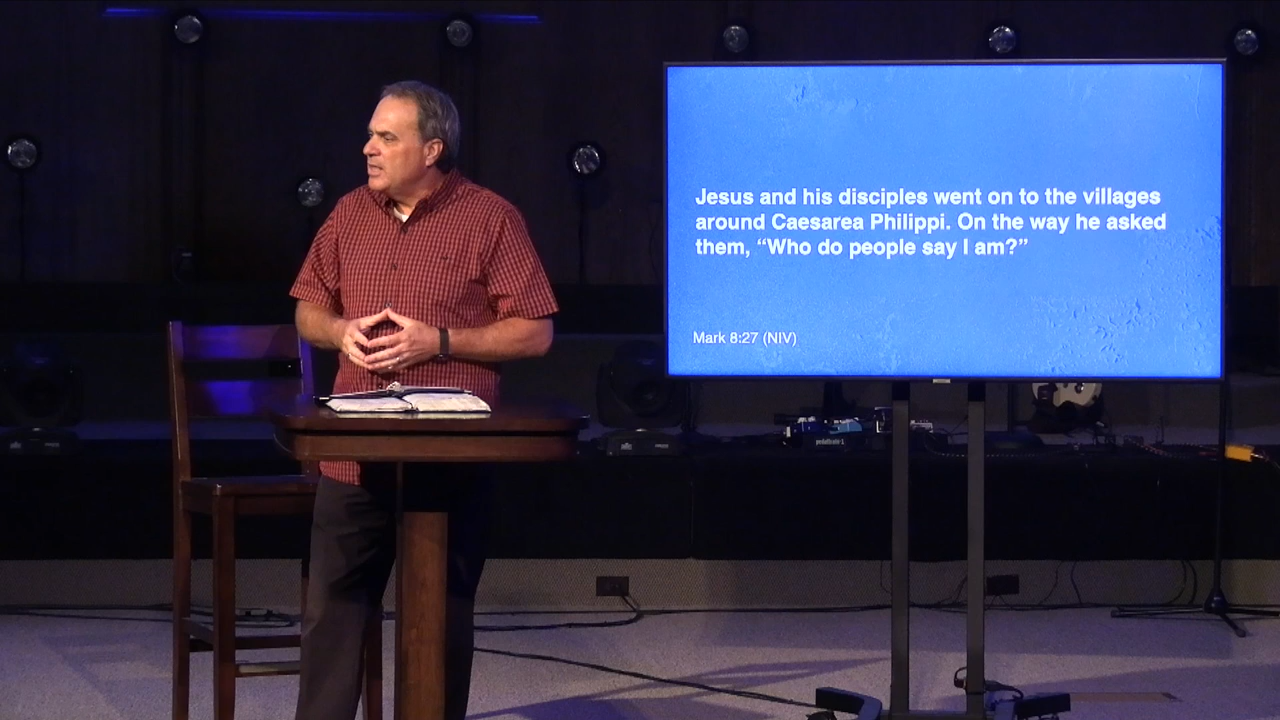 Jesus and his disciples went on to the villages
around Caesarea Philippi. On the way he asked
them, “Who do people say I am?”
Mark 8:27 (NIV)